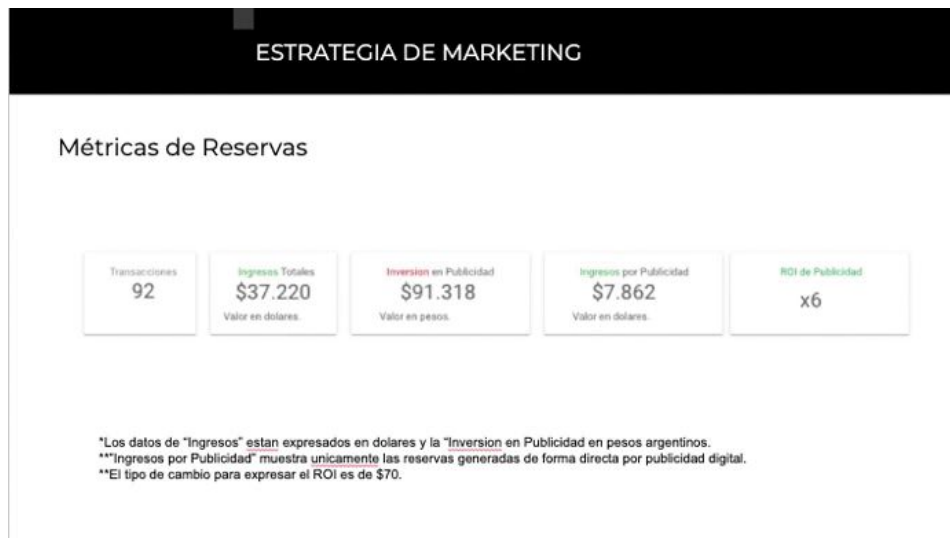 ESTRATEGIA DE MARKETING
Métricas de Reservas
Transacciones
92
Ingresos Totales
$37.220
Valor en dolares.
Inversion en Publicidad
$91.318
Valor en pesos.
Ingresos por Publicidad
$7.862
Valor en dolares.
ROI de Publicidad
x6
*Los datos de "Ingresos" estan expresados en dolares y la "Inversion en Publicidad en pesos argentinos.
**"Ingresos por Publicidad" muestra unicamente las reservas generadas de forma directa por publicidad digital.
**El tipo de cambio para expresar el ROI es de $70.